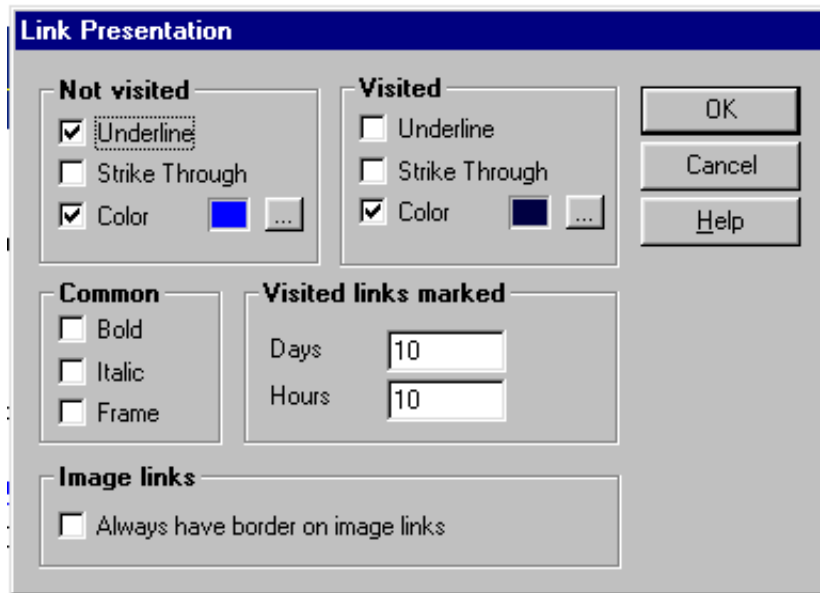 Link Presentation
Not visited
Underline
Strike Through
Color ...
Visited
Underline
Strike Through
Color ...
OK
Cancel
Help
Common
Bold
Italic
Frame
Visited links marked
Days 10
Hours 10
Image links
Always have border on image links